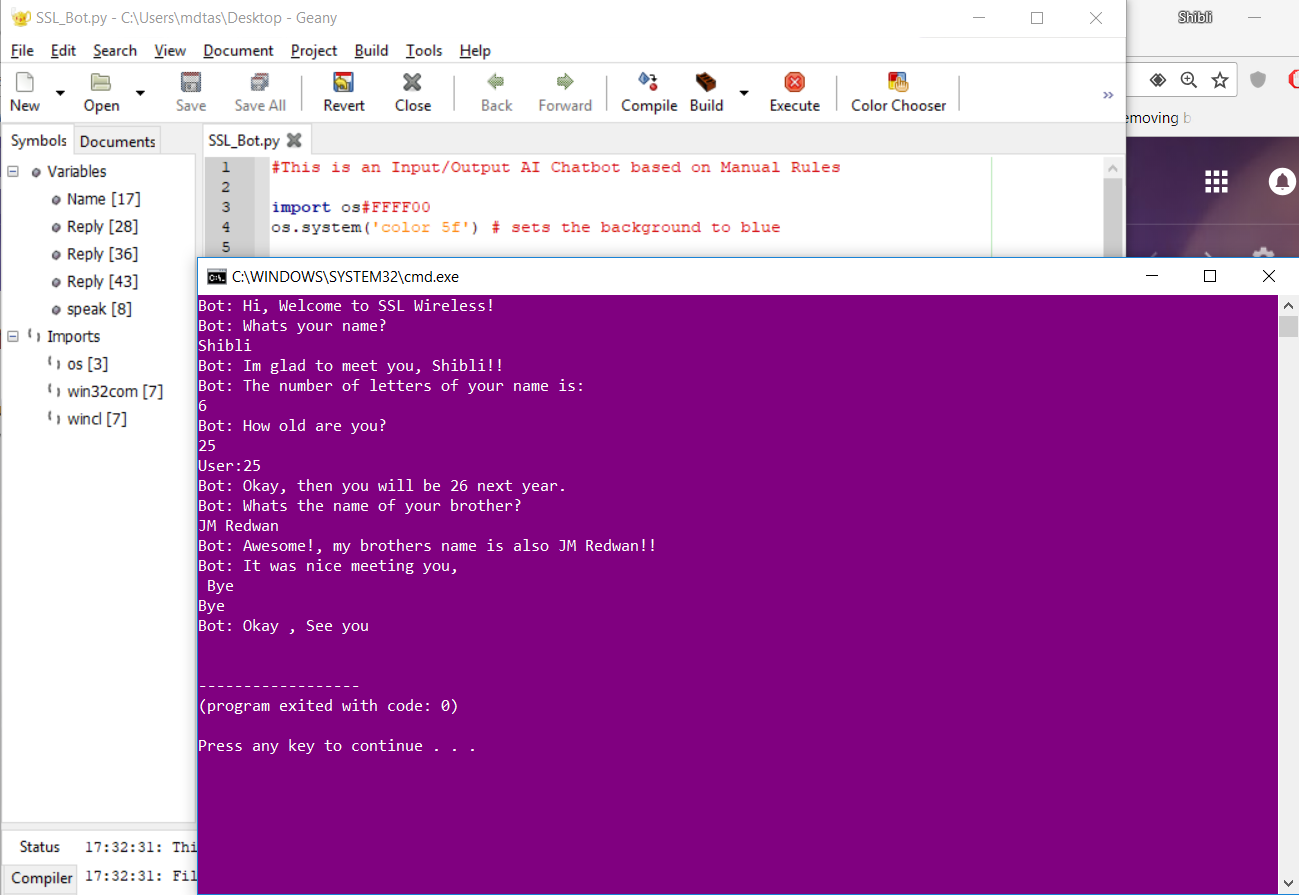 SSL_Bot.py - C:\Users\mdtas\Desktop - Geany
Shibli
File Edit Search View Document Project Build Tools Help
New Open Save Save All Revert Close Back Forward Compile Build Execute Color Chooser »
emoving b
Symbols Documents
SSL_Bot.py
Variables
Name [17]
Reply [28]
Reply [36]
Reply [43]
speak [8]
Imports
os [3]
win32com [7]
wincl [7]
1 #This is an Input/Output AI Chatbot based on Manual Rules
2
3 import os#FFFF00
4 os.system('color 5f') # sets the background to blue
5
C:\WINDOWS\SYSTEM32\cmd.exe
Bot: Hi, Welcome to SSL Wireless!
Bot: Whats your name?
Shibli
Bot: Im glad to meet you, Shibli!!
Bot: The number of letters of your name is:
6
Bot: How old are you?
25
User:25
Bot: Okay, then you will be 26 next year.
Bot: Whats the name of your brother?
JM Redwan
Bot: Awesome!, my brothers name is also JM Redwan!!
Bot: It was nice meeting you,
 Bye
Bye
Bot: Okay , See you
------------------
(program exited with code: 0)
Press any key to continue . . .
Status 17:32:31: Thi
Compiler 17:32:31: Fil